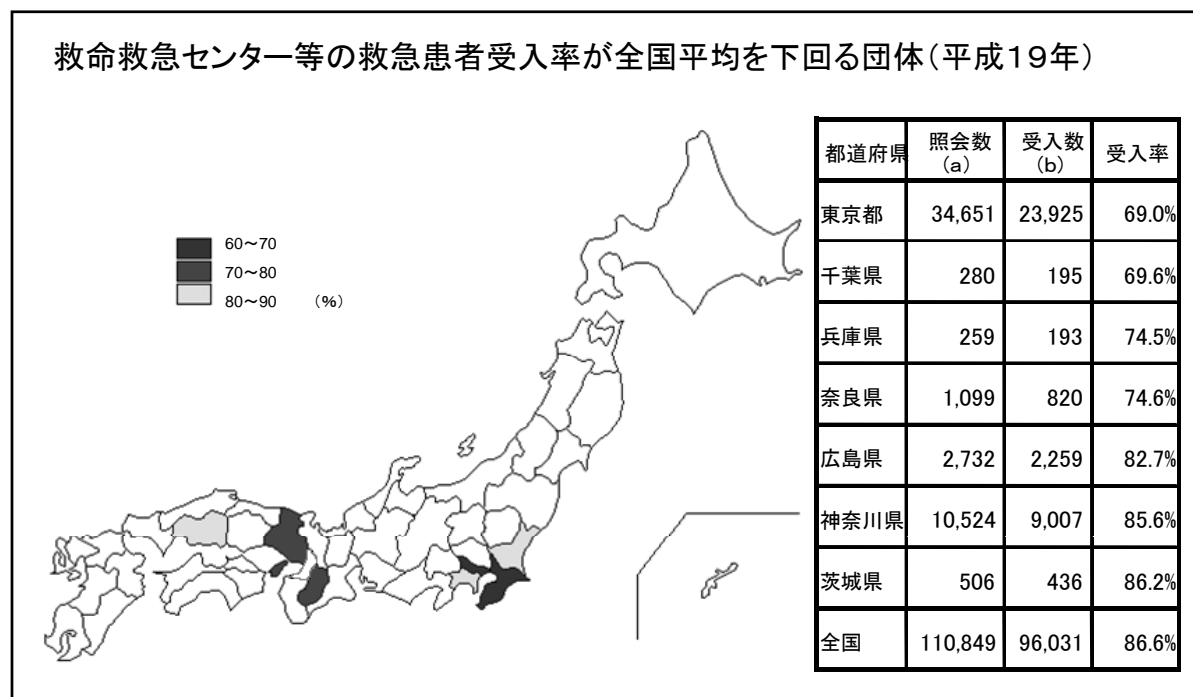 救命救急センター等の救急患者受入率が全国平均を下回る団体(平成19年)
60~70
70~80
80~90 (%)
都道府県 照会数(a) 受入数(b) 受入率
東京都 34,651 23,925 69.0%
千葉県 280 195 69.6%
兵庫県 259 193 74.5%
奈良県 1,099 820 74.6%
広島県 2,732 2,259 82.7%
神奈川県 10,524 9,007 85.6%
茨城県 506 436 86.2%
全国 110,849 96,031 86.6%